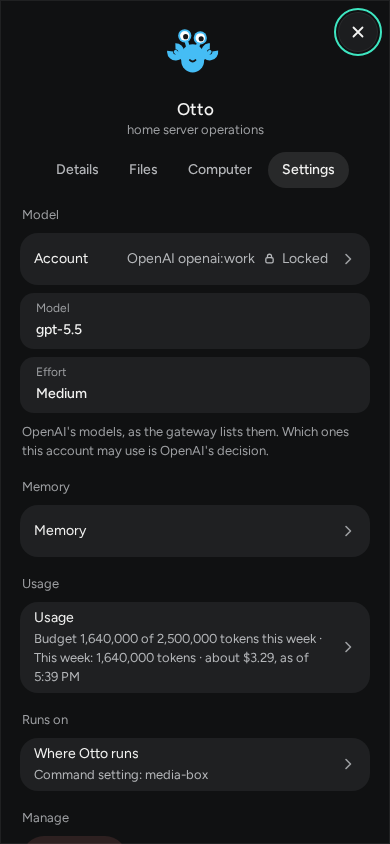 Otto
home server operations
Details Files Computer Settings
Model
Account OpenAI openai:work Locked
Model
gpt-5.5
Effort
Medium
OpenAI's models, as the gateway lists them. Which ones
this account may use is OpenAI's decision.
Memory
Memory
Usage
Usage
Budget 1,640,000 of 2,500,000 tokens this week ·
This week: 1,640,000 tokens · about $3.29, as of
5:39 PM
Runs on
Where Otto runs
Command setting: media-box
Manage